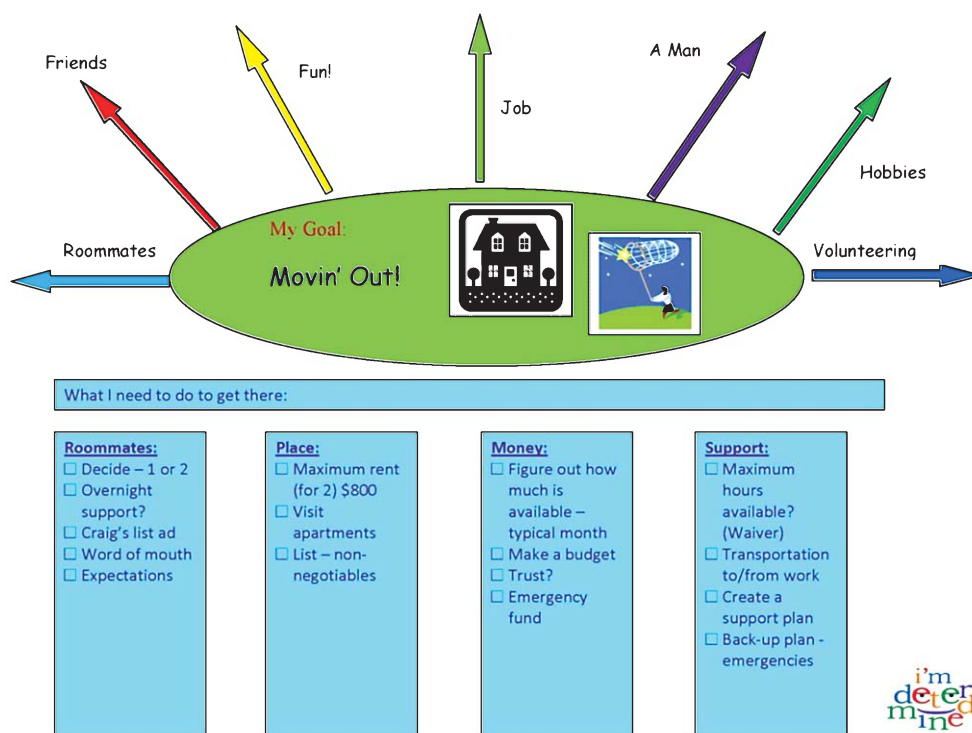 Friends
Fun!
Job
A Man
Hobbies
Roommates
Volunteering
My Goal:
Movin' Out!
What I need to do to get there:
Roommates:
☐ Decide – 1 or 2
☐ Overnight
support?
☐ Craig's list ad
☐ Word of mouth
☐ Expectations
Place:
☐ Maximum rent
(for 2) $800
☐ Visit
apartments
☐ List – non-
negotiables
Money:
☐ Figure out how
much is
available –
typical month
☐ Make a budget
☐ Trust?
☐ Emergency
fund
Support:
☐ Maximum
hours
available?
(Waiver)
☐ Transportation
to/from work
☐ Create a
support plan
☐ Back-up plan -
emergencies
i'm
deter
mined